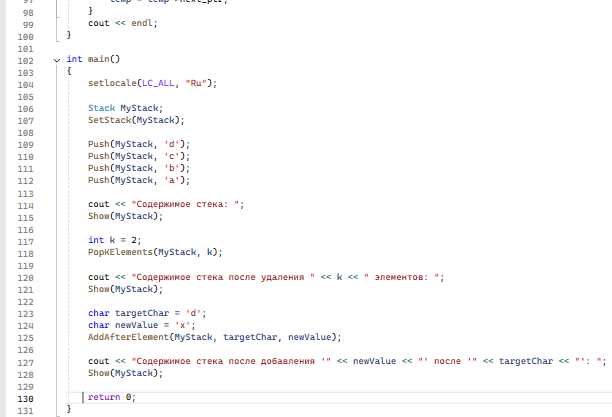 98 }
99 cout << endl;
100 }
101
102 int main()
103 {
104 setlocale(LC_ALL, "Ru");
105
106 Stack MyStack;
107 SetStack(MyStack);
108
109 Push(MyStack, 'd');
110 Push(MyStack, 'c');
111 Push(MyStack, 'b');
112 Push(MyStack, 'a');
113
114 cout << "Содержимое стека: ";
115 Show(MyStack);
116
117 int k = 2;
118 PopKElements(MyStack, k);
119
120 cout << "Содержимое стека после удаления " << k << " элементов: ";
121 Show(MyStack);
122
123 char targetChar = 'd';
124 char newValue = 'x';
125 AddAfterElement(MyStack, targetChar, newValue);
126
127 cout << "Содержимое стека после добавления '" << newValue << "' после '" << targetChar << "': ";
128 Show(MyStack);
129
130 return 0;
131 }